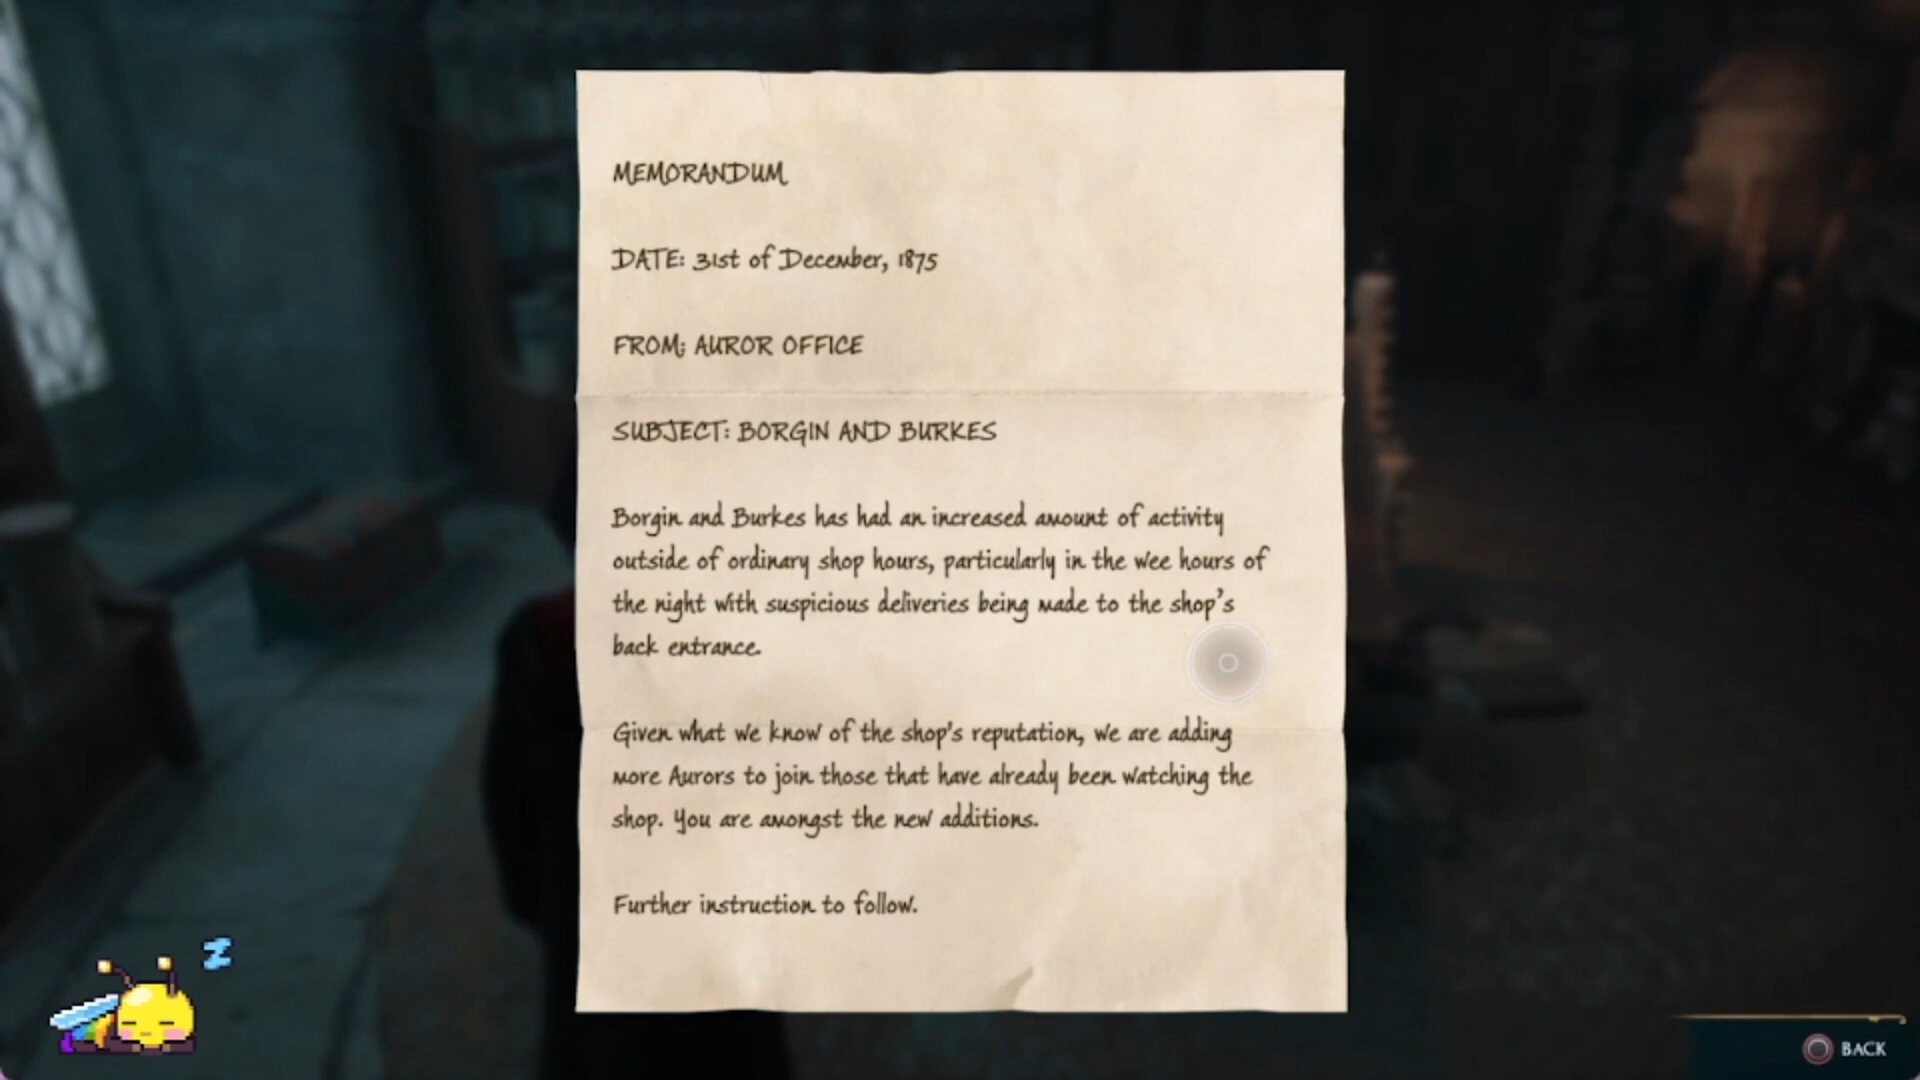 MEMORANDUM
DATE: 31st of December, 1875
FROM: AUROR OFFICE
SUBJECT: BORGIN AND BURKES
Borgin and Burkes has had an increased amount of activity
outside of ordinary shop hours, particularly in the wee hours of
the night with suspicious deliveries being made to the shop's
back entrance.
Given what we know of the shop's reputation, we are adding
more Aurors to join those that have already been watching the
shop. You are amongst the new additions.
Further instruction to follow.
Z
BACK